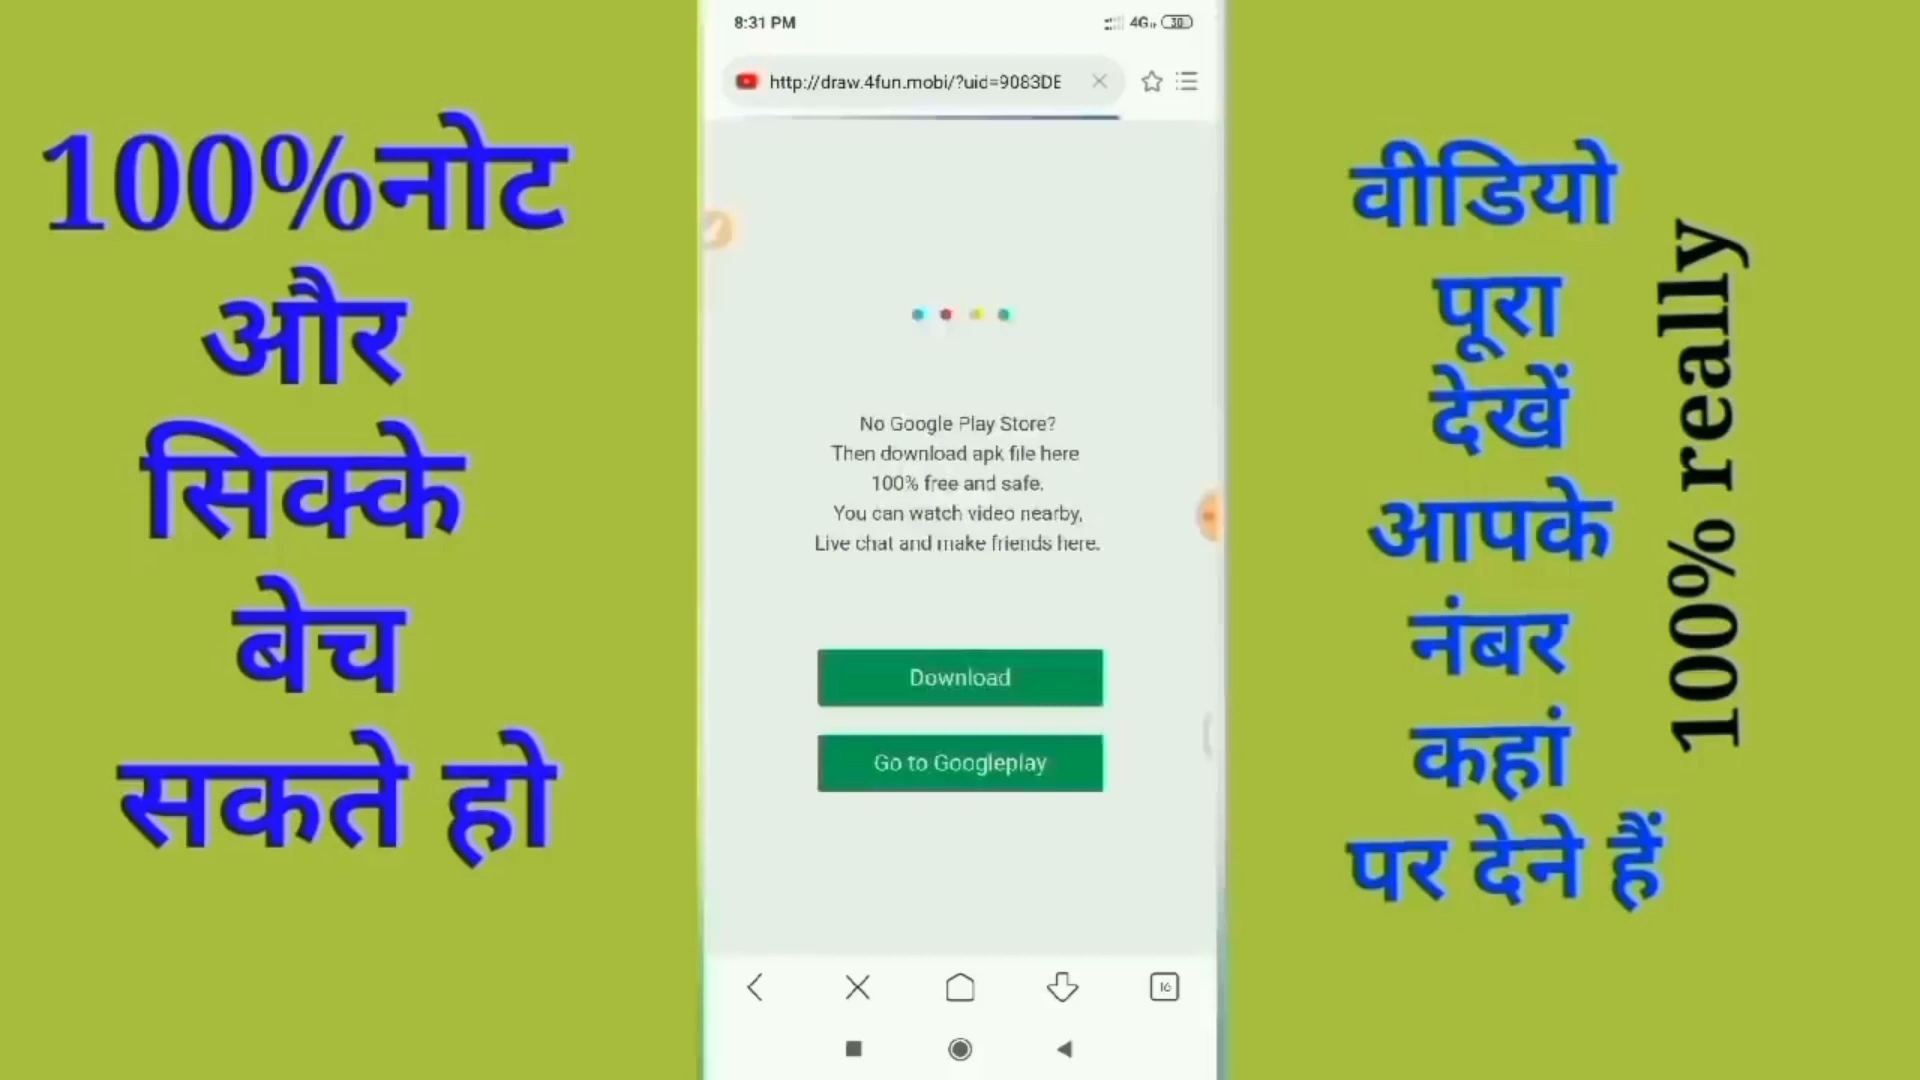 100%नोट
और
सिक्के
बेच
सकते हो
8:31 PM
4G
30
http://draw.4fun.mobi/?uid=9083DE
No Google Play Store?
Then download apk file here
100% free and safe.
You can watch video nearby,
Live chat and make friends here.
Download
Go to Googleplay
16
वीडियो
पूरा
देखें
आपके
नंबर
कहां
पर देने हैं
100% really